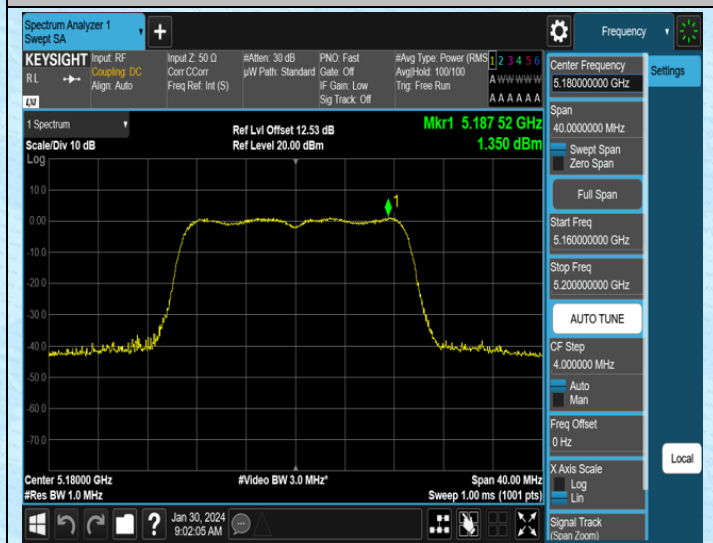 Spectrum Analyzer 1
Swept SA
+
Frequency
KEYSIGHT
RL
LXI
Input: RF
Coupling: DC
Align: Auto
Input Z: 50 Ω
Corr CCorr
Freq Ref: Int (S)
#Atten: 30 dB
µW Path: Standard
PNO: Fast
Gate: Off
IF Gain: Low
Sig Track: Off
#Avg Type: Power (RMS
Avg|Hold: 100/100
Trig: Free Run
1 2 3 4 5 6
A W W W W W
A A A A A A
1 Spectrum
Scale/Div 10 dB
Log
Ref Lvl Offset 12.53 dB
Ref Level 20.00 dBm
Mkr1 5.187 52 GHz
1.350 dBm
1
10.0
0.00
-10.0
-20.0
-30.0
-40.0
-50.0
-60.0
-70.0
Center 5.18000 GHz
#Res BW 1.0 MHz
#Video BW 3.0 MHz*
Span 40.00 MHz
Sweep 1.00 ms (1001 pts)
Jan 30, 2024
9:02:05 AM
?
Center Frequency
5.180000000 GHz
Span
40.0000000 MHz
Swept Span
Zero Span
Full Span
Start Freq
5.160000000 GHz
Stop Freq
5.200000000 GHz
AUTO TUNE
CF Step
4.000000 MHz
Auto
Man
Freq Offset
0 Hz
X Axis Scale
Log
Lin
Signal Track
(Span Zoom)
Settings
Local